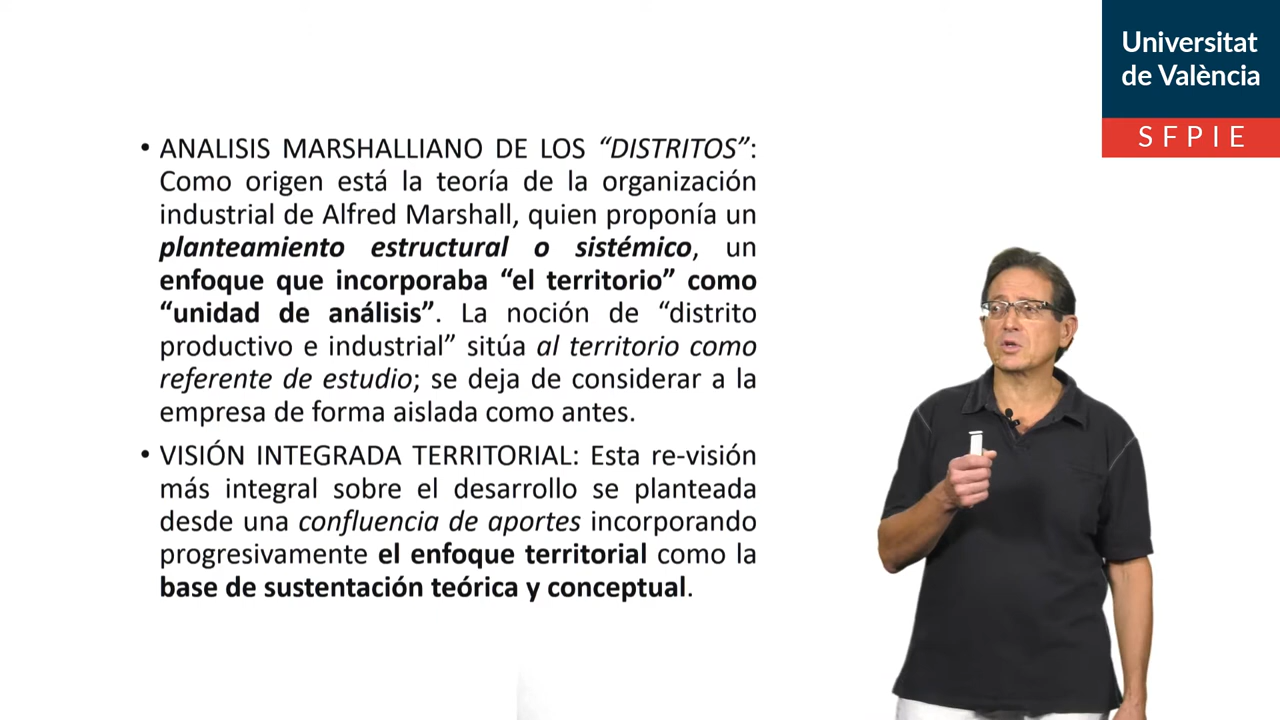 Universitat
de València
SFPIE
• ANALISIS MARSHALLIANO DE LOS “DISTRITOS”:
Como origen está la teoría de la organización
industrial de Alfred Marshall, quien proponía un
planteamiento estructural o sistémico, un
enfoque que incorporaba “el territorio” como
“unidad de análisis”. La noción de “distrito
productivo e industrial” sitúa al territorio como
referente de estudio; se deja de considerar a la
empresa de forma aislada como antes.
• VISIÓN INTEGRADA TERRITORIAL: Esta re-visión
más integral sobre el desarrollo se planteada
desde una confluencia de aportes incorporando
progresivamente el enfoque territorial como la
base de sustentación teórica y conceptual.